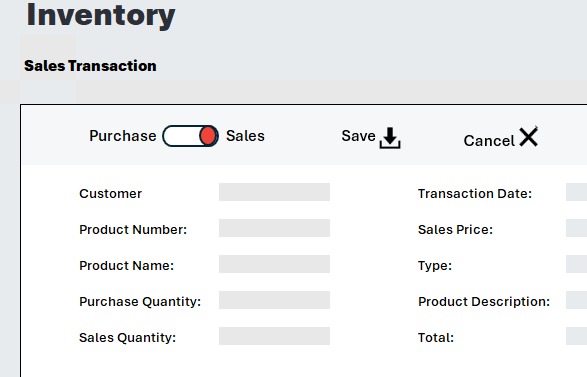 Inventory
Sales Transaction
Purchase Sales Save Cancel
Customer Transaction Date:
Product Number: Sales Price:
Product Name: Type:
Purchase Quantity: Product Description:
Sales Quantity: Total: